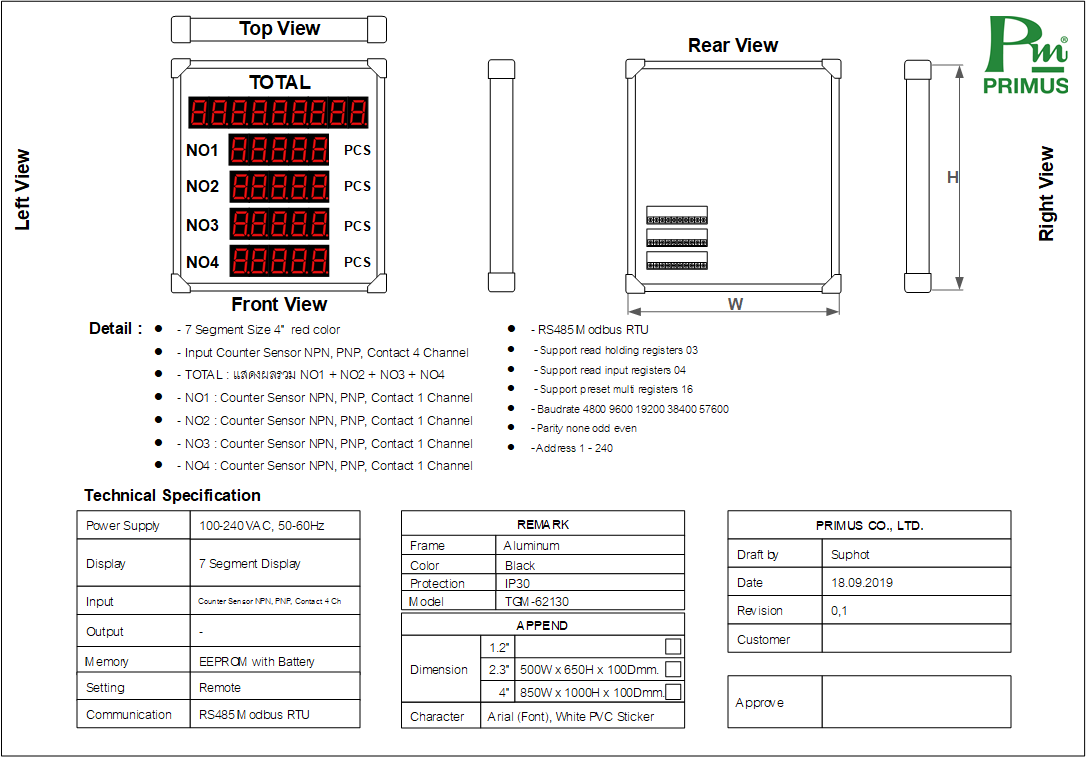 Top View
Rear View
Pm®
PRIMUS
TOTAL
8.8.8.8.8.8.8.8.8.
NO1 8.8.8.8.8. PCS
NO2 8.8.8.8.8. PCS
NO3 8.8.8.8.8. PCS
NO4 8.8.8.8.8. PCS
Left View
H
Right View
Front View
W
Detail :
- 7 Segment Size 4" red color
- Input Counter Sensor NPN, PNP, Contact 4 Channel
- TOTAL : แสดงผลรวม NO1 + NO2 + NO3 + NO4
- NO1 : Counter Sensor NPN, PNP, Contact 1 Channel
- NO2 : Counter Sensor NPN, PNP, Contact 1 Channel
- NO3 : Counter Sensor NPN, PNP, Contact 1 Channel
- NO4 : Counter Sensor NPN, PNP, Contact 1 Channel
- RS485 Modbus RTU
- Support read holding registers 03
- Support read input registers 04
- Support preset multi registers 16
- Baudrate 4800 9600 19200 38400 57600
- Parity none odd even
- Address 1 - 240
Technical Specification
Power Supply 100-240 VAC, 50-60Hz
Display 7 Segment Display
Input Counter Sensor NPN, PNP, Contact 4 Ch
Output -
Memory EEPROM with Battery
Setting Remote
Communication RS485 Modbus RTU
REMARK
Frame Aluminum
Color Black
Protection IP30
Model TGM-62130
APPEND
Dimension
1.2"
2.3" 500W x 650H x 100Dmm.
4" 850W x 1000H x 100Dmm.
Character Arial (Font), White PVC Sticker
PRIMUS CO., LTD.
Draft by Suphot
Date 18.09.2019
Revision 0,1
Customer
Approve